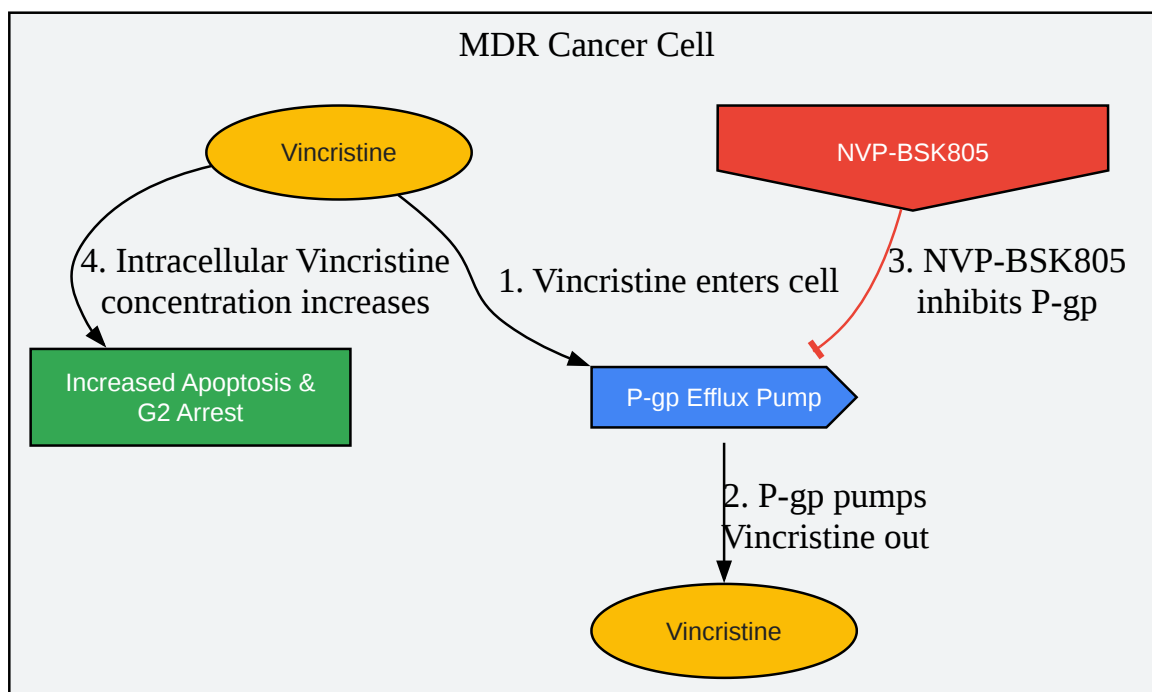 MDR Cancer Cell
Vincristine
NVP-BSK805
4. Intracellular Vincristine
concentration increases
1. Vincristine enters cell
3. NVP-BSK805
inhibits P-gp
Increased Apoptosis &
G2 Arrest
P-gp Efflux Pump
2. P-gp pumps
Vincristine out
Vincristine